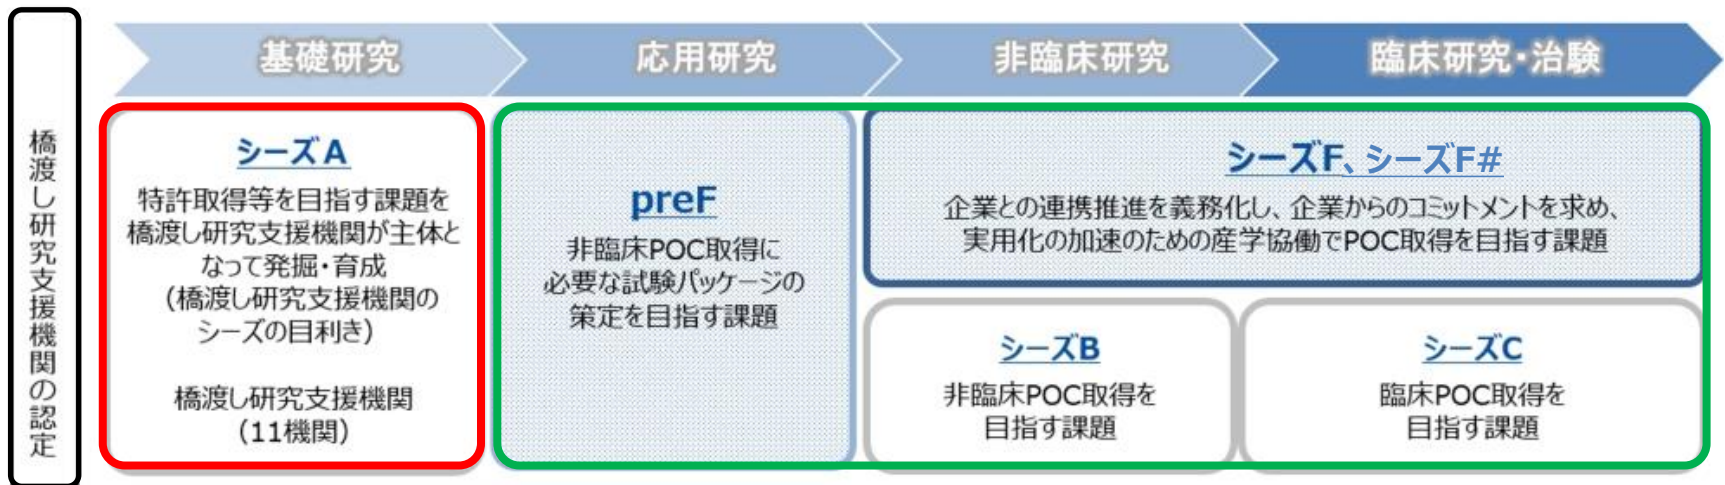 橋渡し研究支援機関の認定
基礎研究
応用研究
非臨床研究
臨床研究・治験
シーズA
特許取得等を目指す課題を
橋渡し研究支援機関が主体と
なって発掘・育成
(橋渡し研究支援機関の
シーズの目利き)
橋渡し研究支援機関
(11機関)
preF
非臨床POC取得に
必要な試験パッケージの
策定を目指す課題
シーズF、シーズF#
企業との連携推進を義務化し、企業からのコミットメントを求め、
実用化の加速のための産学協働でPOC取得を目指す課題
シーズB
非臨床POC取得を
目指す課題
シーズC
臨床POC取得を
目指す課題